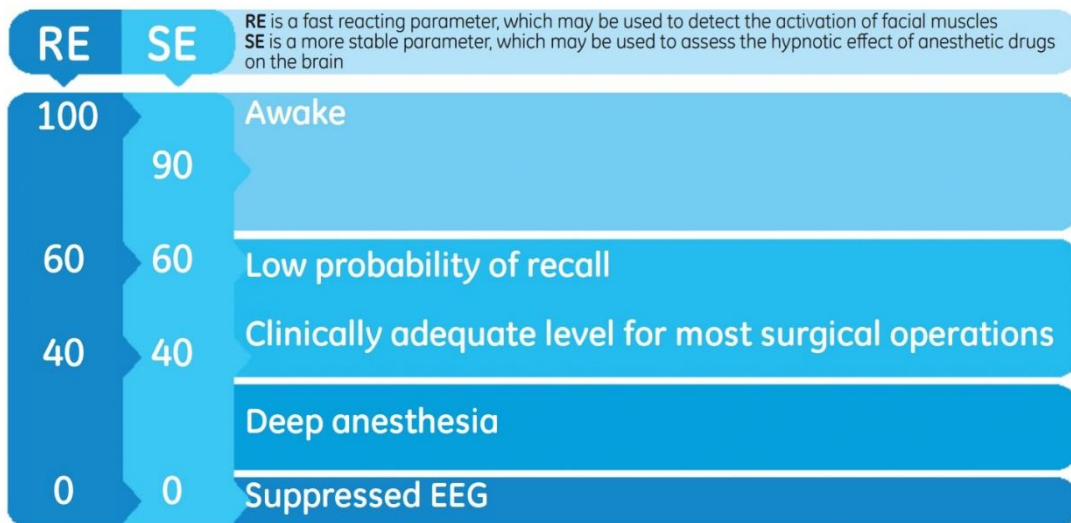 RE SE
RE is a fast reacting parameter, which may be used to detect the activation of facial muscles
SE is a more stable parameter, which may be used to assess the hypnotic effect of anesthetic drugs
on the brain
100 Awake
90
60 60 Low probability of recall
40 40 Clinically adequate level for most surgical operations
Deep anesthesia
0 0 Suppressed EEG